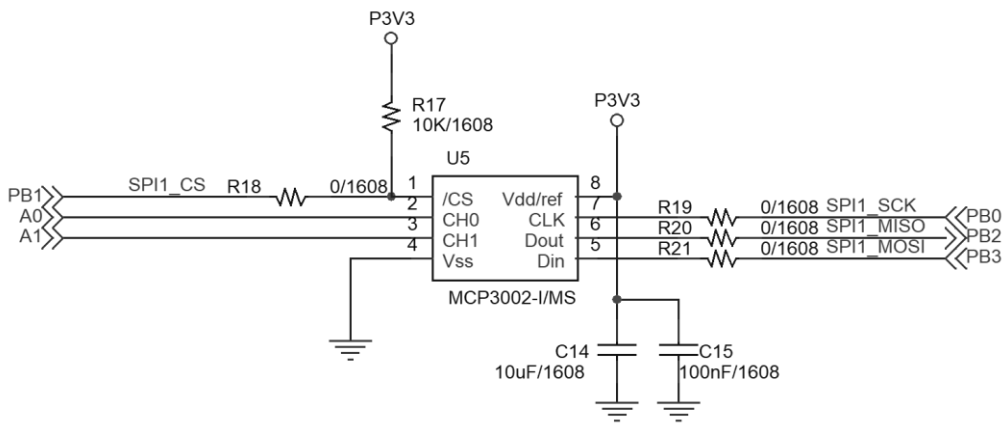 P3V3
R17
10K/1608
P3V3
U5
PB1 SPI1_CS R18 0/1608 1 /CS Vdd/ref 8
A0 2 CH0 CLK 7 R19 0/1608 SPI1_SCK PB0
A1 3 CH1 Dout 6 R20 0/1608 SPI1_MISO PB2
4 Vss Din 5 R21 0/1608 SPI1_MOSI PB3
MCP3002-I/MS
C14 C15
10uF/1608 100nF/1608